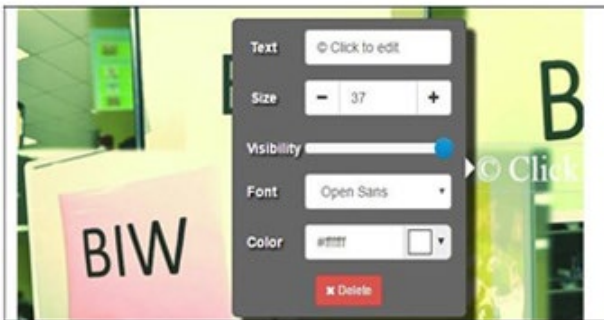 Text © Click to edit
Size − 37 +
Visibility
Font Open Sans
Color #ffffff
✖ Delete
BIW
B
© Click